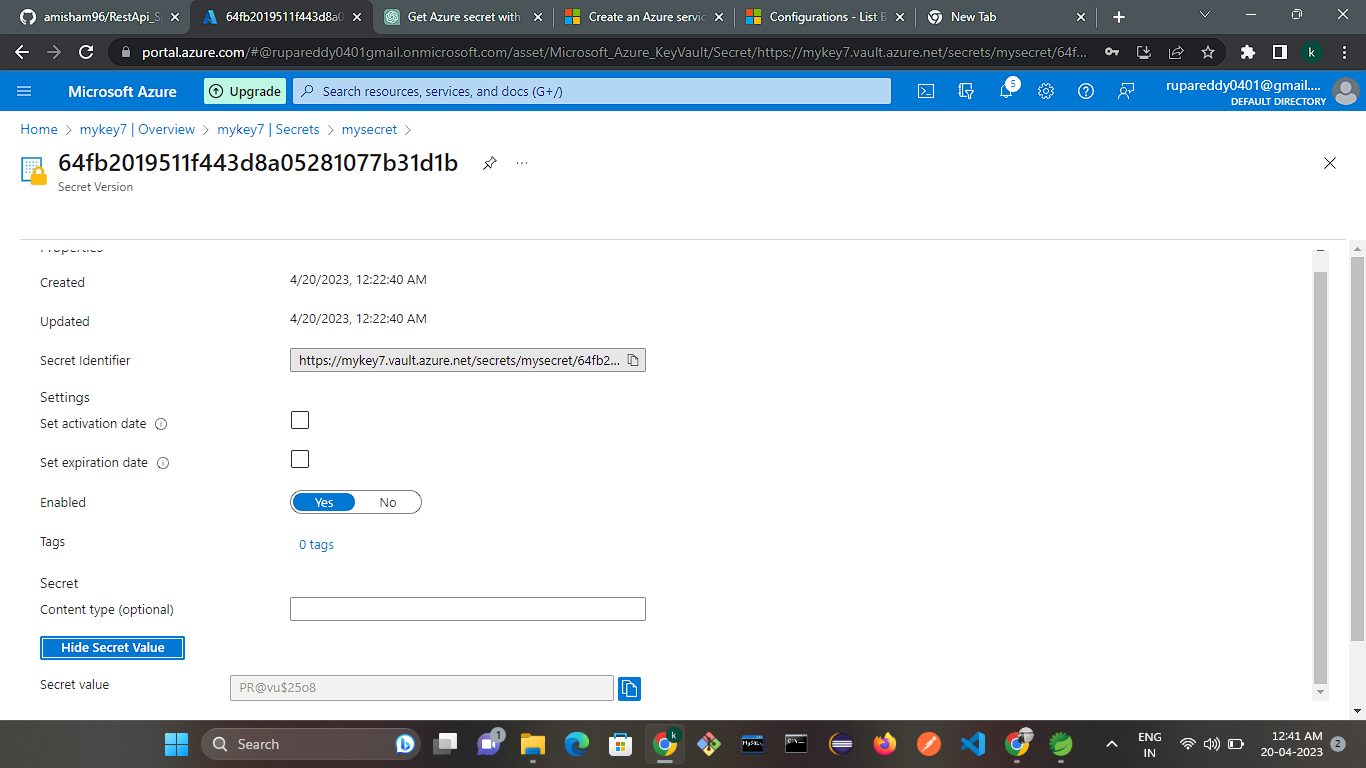 amisham96/RestApi_S
64fb2019511f443d8a0
Get Azure secret with
Create an Azure servic
Configurations - List B
New Tab
portal.azure.com/#@rupareddy0401gmail.onmicrosoft.com/asset/Microsoft_Azure_KeyVault/Secret/https://mykey7.vault.azure.net/secrets/mysecret/64f...
k
Microsoft Azure
Upgrade
Search resources, services, and docs (G+/)
5
rupareddy0401@gmail....
DEFAULT DIRECTORY
Home > mykey7 | Overview > mykey7 | Secrets > mysecret >
64fb2019511f443d8a05281077b31d1b
Secret Version
Properties
Created 4/20/2023, 12:22:40 AM
Updated 4/20/2023, 12:22:40 AM
Secret Identifier https://mykey7.vault.azure.net/secrets/mysecret/64fb2...
Settings
Set activation date
Set expiration date
Enabled Yes No
Tags 0 tags
Secret
Content type (optional)
Hide Secret Value
Secret value PR@vu$25o8
Search
1
k
MySQL
ENG
IN
12:41 AM
20-04-2023
2